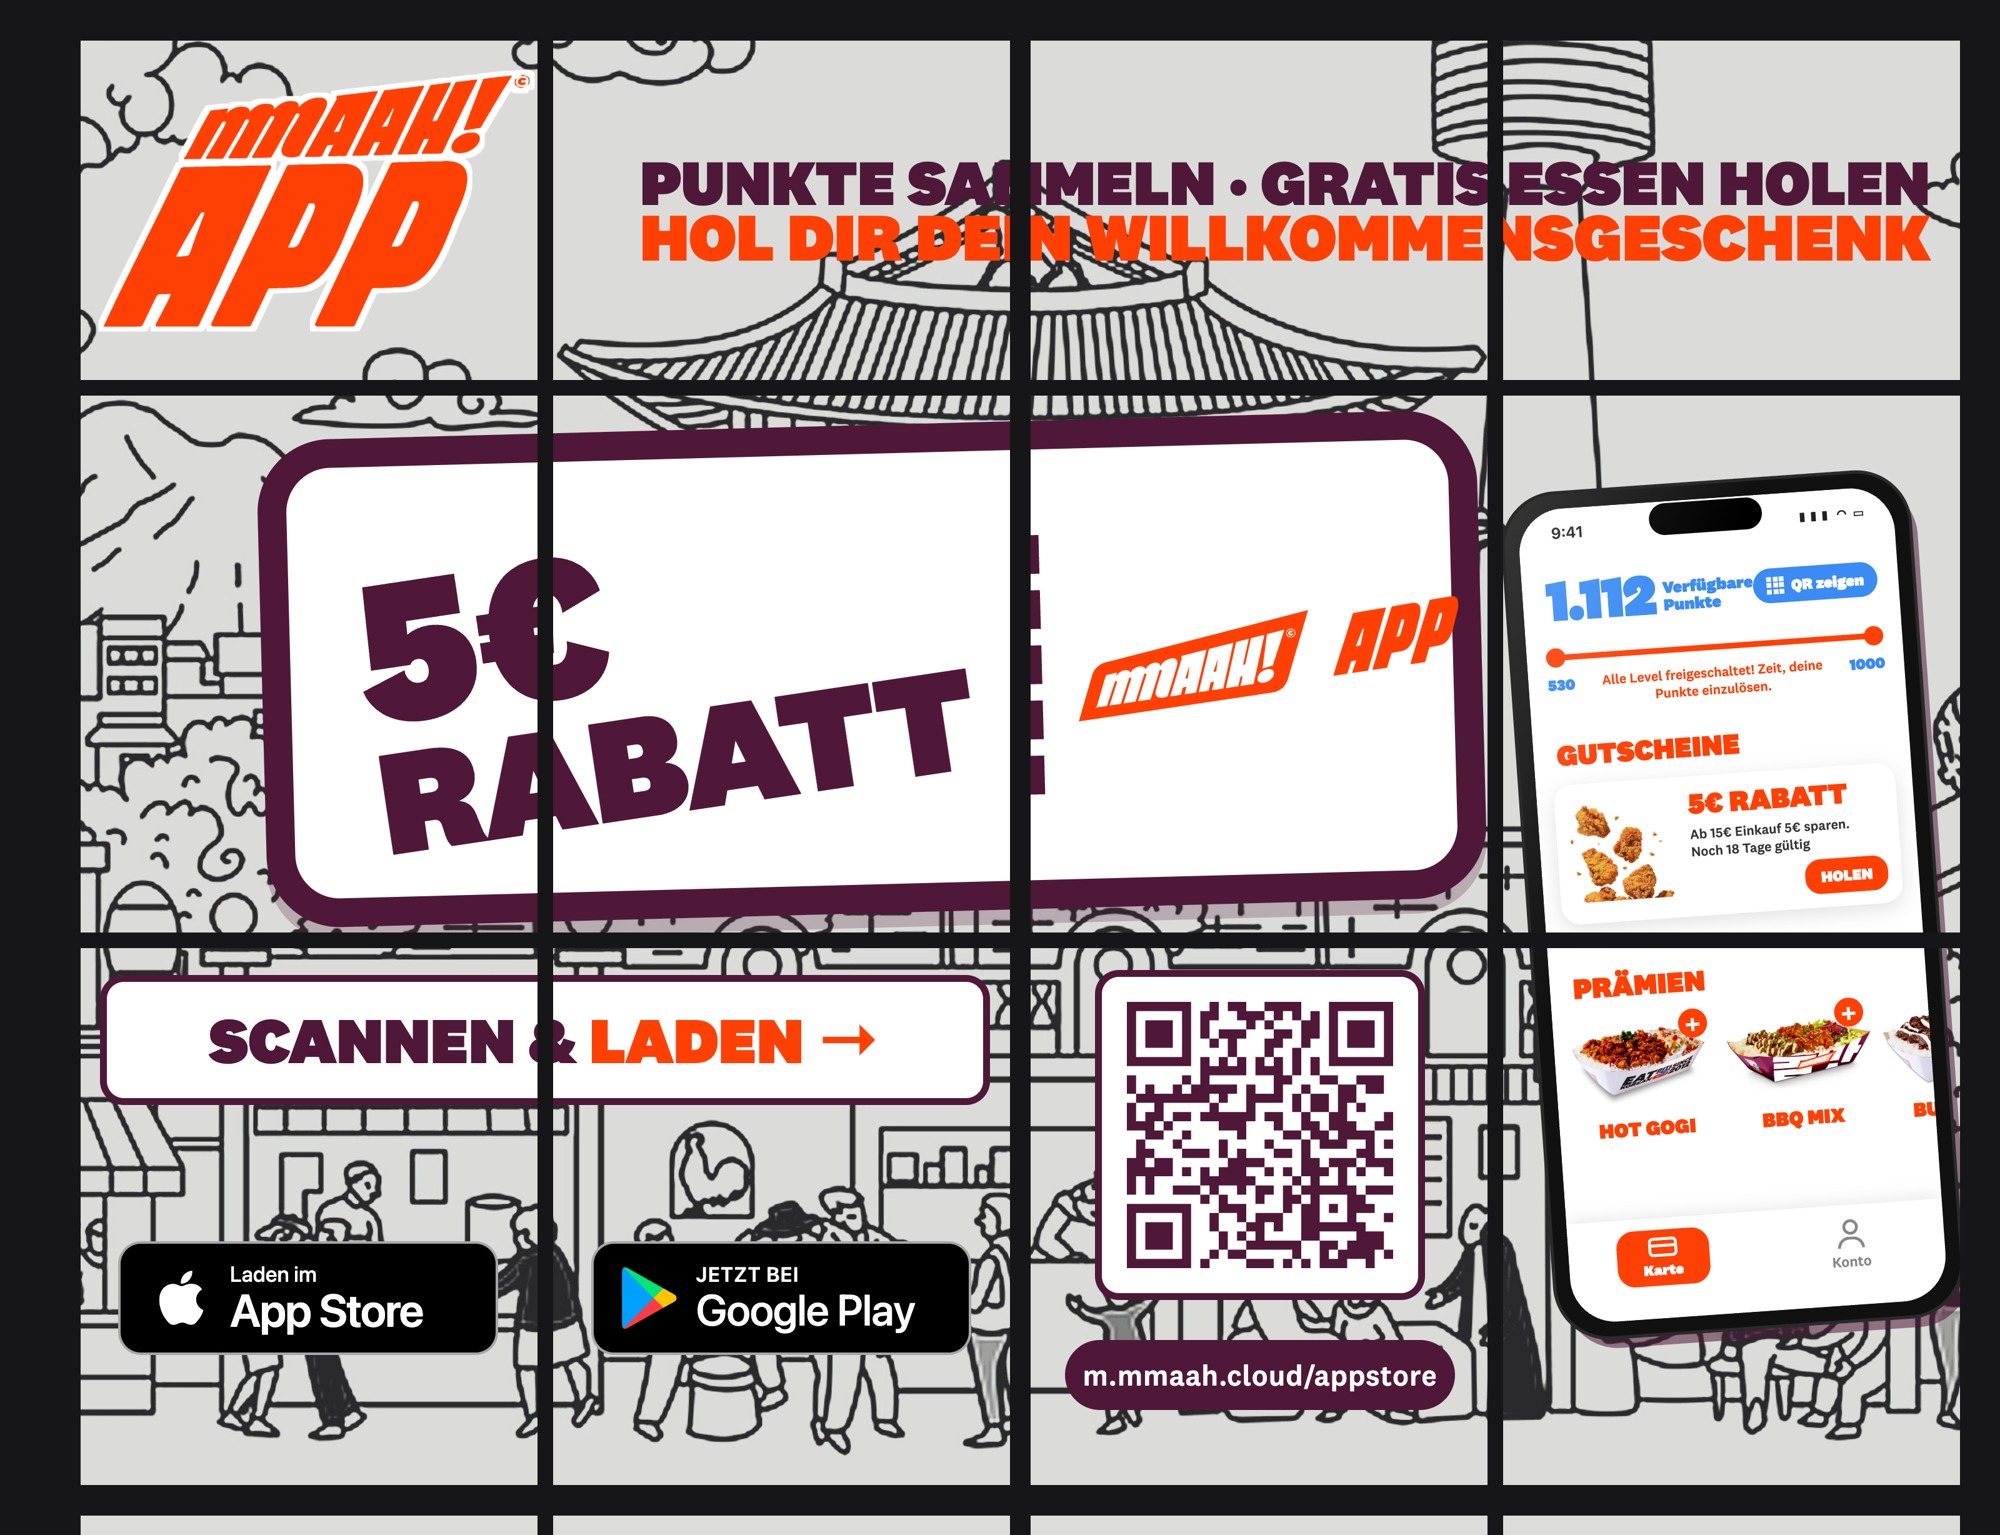 mmAAH!©
APP
PUNKTE SAMMELN • GRATIS ESSEN HOLEN
HOL DIR DEIN WILLKOMMENSGESCHENK
5€
RABATT
mmAAH!© APP
9:41
1.112 Verfügbare Punkte
QR zeigen
530
Alle Level freigeschaltet! Zeit, deine
Punkte einzulösen.
1000
GUTSCHEINE
5€ RABATT
Ab 15€ Einkauf 5€ sparen.
Noch 18 Tage gültig
HOLEN
PRÄMIEN
HOT GOGI
BBQ MIX
BU
Karte
Konto
SCANNEN & LADEN →
Laden im
App Store
JETZT BEI
Google Play
m.mmaah.cloud/appstore